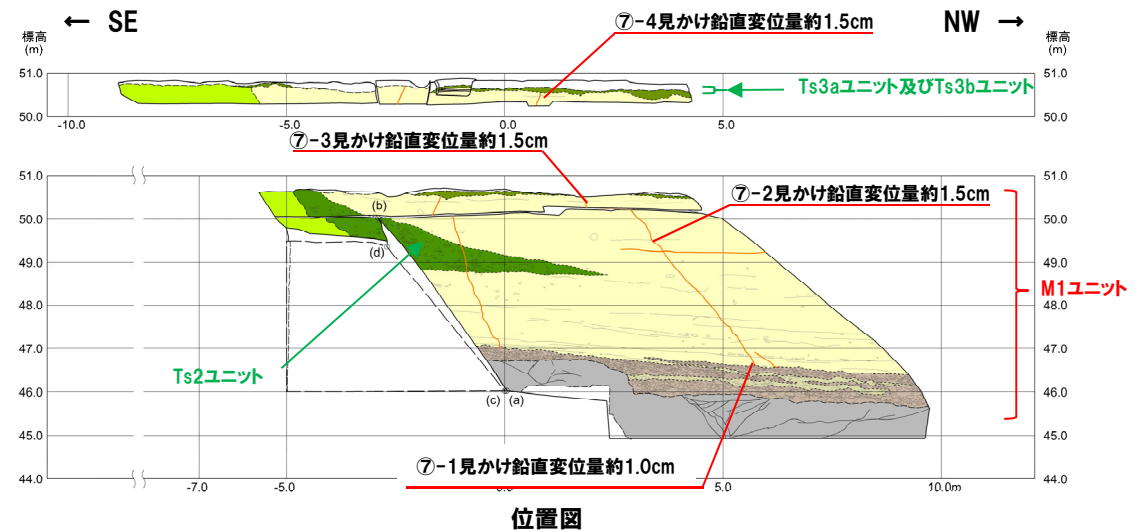 ← SE
⑦-4見かけ鉛直変位量約1.5cm
NW →
標高
(m)
標高
(m)
51.0
51.0
Ts3aユニット及びTs3bユニット
50.0
50.0
-10.0
-5.0
0.0
5.0
⑦-3見かけ鉛直変位量約1.5cm
51.0
51.0
⑦-2見かけ鉛直変位量約1.5cm
(b)
50.0
50.0
(d)
49.0
49.0
48.0
48.0
M1ユニット
47.0
47.0
Ts2ユニット
46.0
46.0
(c)
(a)
45.0
45.0
⑦-1見かけ鉛直変位量約1.0cm
44.0
44.0
-7.0
-5.0
0.0
5.0
10.0m
位置図